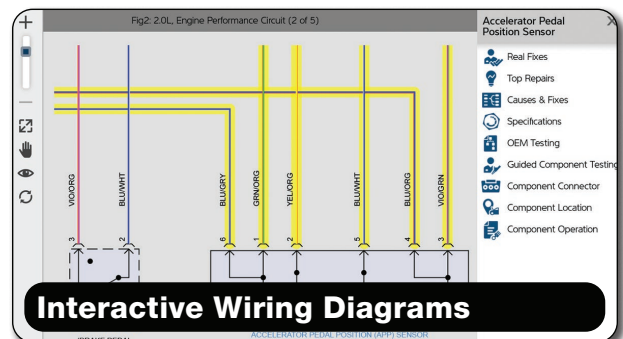 Fig2: 2.0L, Engine Performance Circuit (2 of 5)
Accelerator Pedal
Position Sensor
X
Real Fixes
Top Repairs
Causes & Fixes
Specifications
OEM Testing
Guided Component Testing
Component Connector
Component Location
Component Operation
VIO/ORG
BLU/WHT
BLU/GRY
GRN/ORG
YEL/ORG
BLU/WHT
BLU/ORG
VIO/GRN
3
2
6
1
2
5
4
3
Interactive Wiring Diagrams
ACCELERATOR PEDAL POSITION (APP) SENSOR